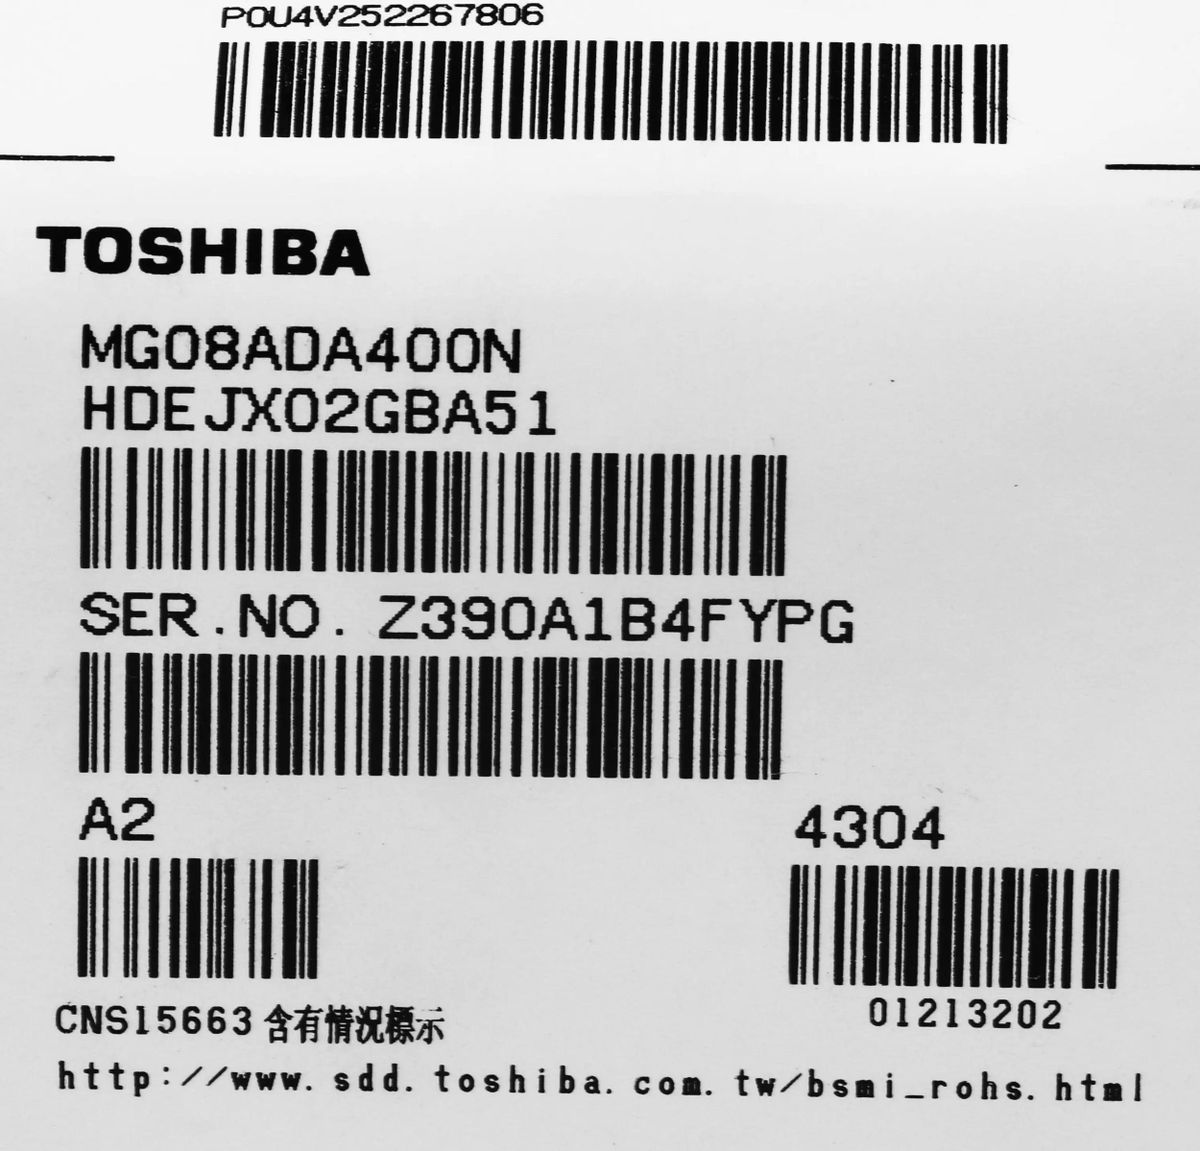 P0U4V252267806
TOSHIBA
MG08ADA400N
HDEJX02GBA51
SER.NO. Z390A1B4FYPG
A2
4304
CNS15663 含有情況標示
01213202
http://www.sdd.toshiba.com.tw/bsmi_rohs.html